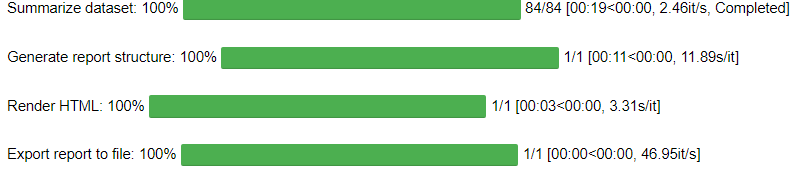 Summarize dataset: 100% 84/84 [00:19<00:00, 2.46it/s, Completed]
Generate report structure: 100% 1/1 [00:11<00:00, 11.89s/it]
Render HTML: 100% 1/1 [00:03<00:00, 3.31s/it]
Export report to file: 100% 1/1 [00:00<00:00, 46.95it/s]